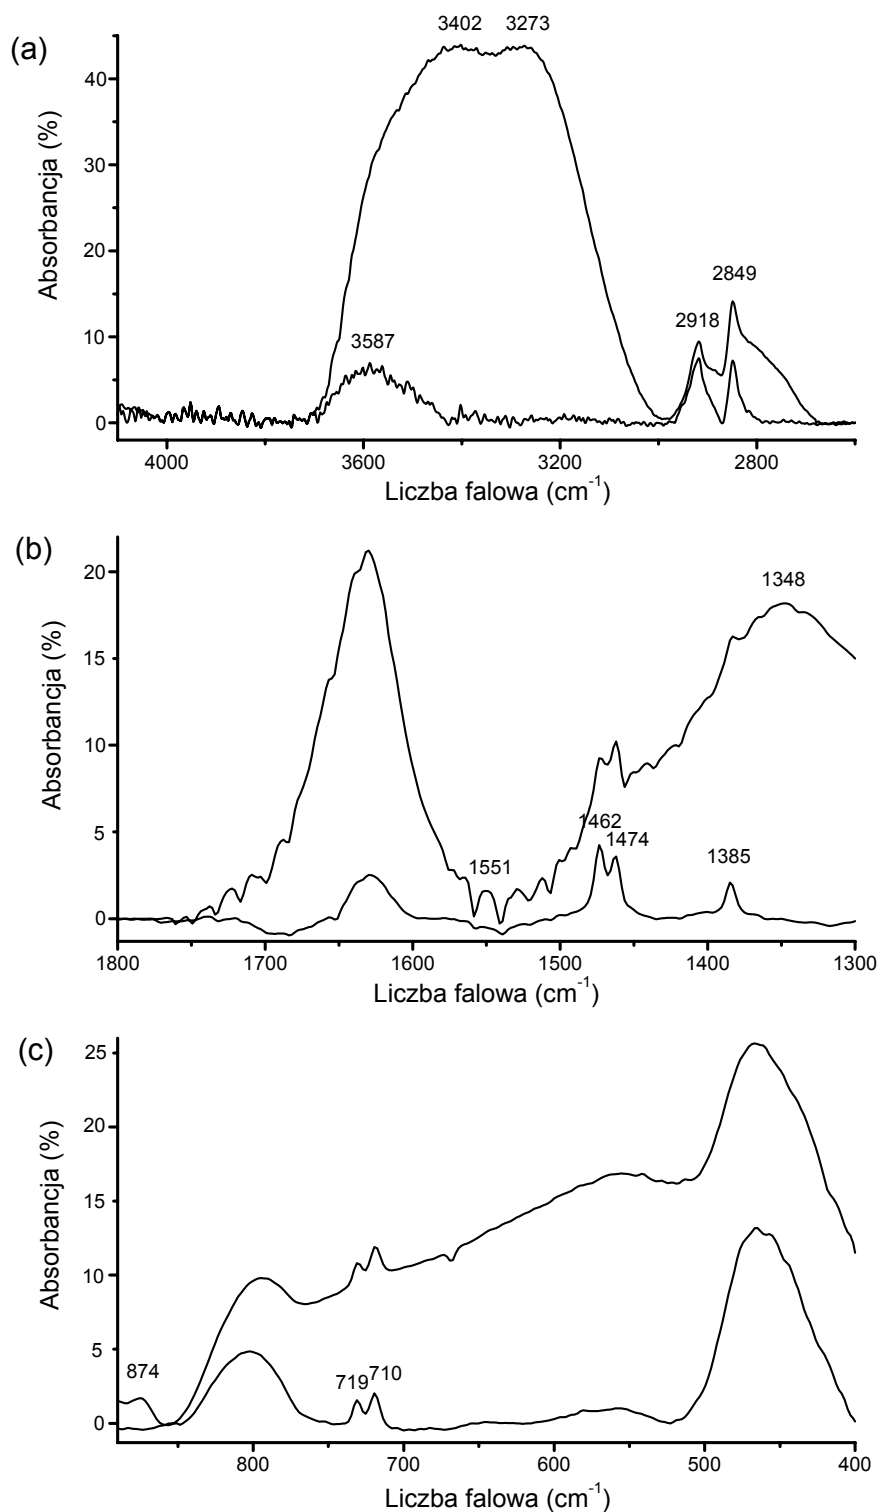 (a)
3402 3273
40
30
20
10
0
3587
2918
2849
Absorbancja (%)
4000 3600 3200 2800
Liczba falowa (cm⁻¹)
(b)
20
15
10
5
0
1348
1551
1462
1474
1385
Absorbancja (%)
1800 1700 1600 1500 1400 1300
Liczba falowa (cm⁻¹)
(c)
25
20
15
10
5
0
874
719 710
Absorbancja (%)
800 700 600 500 400
Liczba falowa (cm⁻¹)